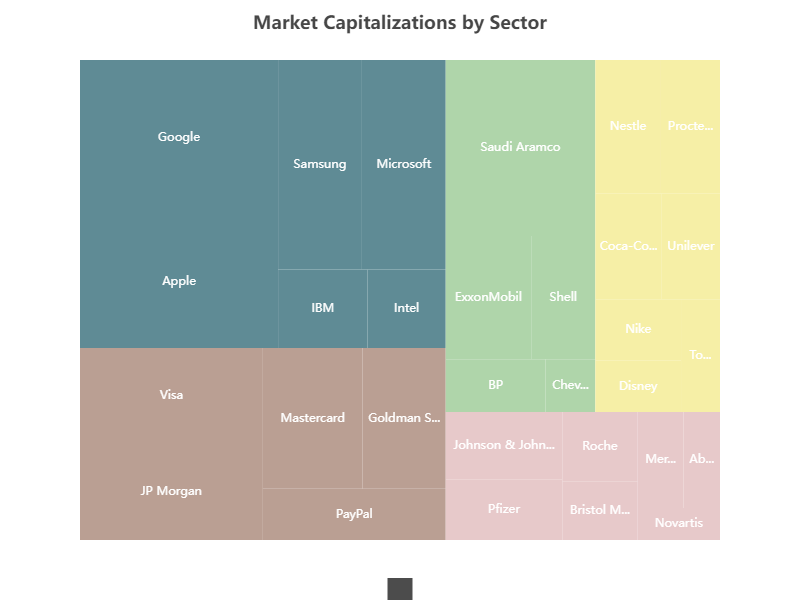 Market Capitalizations by Sector
Google
Apple
Samsung
Microsoft
IBM
Intel
Visa
JP Morgan
Mastercard
Goldman S...
PayPal
Saudi Aramco
ExxonMobil
Shell
BP
Chev...
Nestle
Procte...
Coca-Co...
Unilever
Nike
Disney
To...
Johnson & John...
Pfizer
Roche
Bristol M...
Mer...
Ab...
Novartis